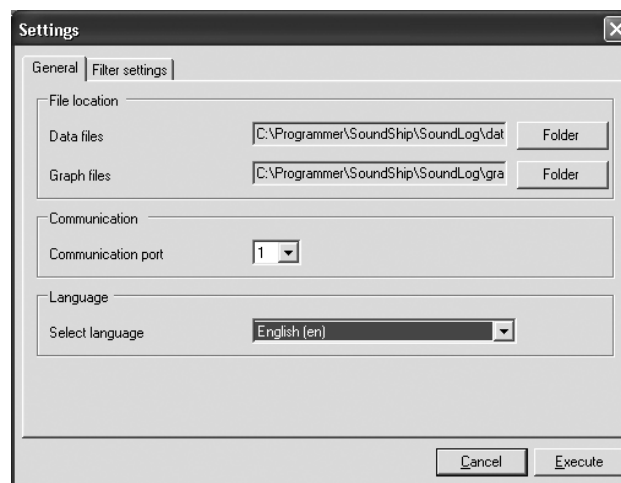 Settings
General Filter settings
File location
Data files C:\Programmer\SoundShip\SoundLog\dat Folder
Graph files C:\Programmer\SoundShip\SoundLog\gra Folder
Communication
Communication port 1
Language
Select language English (en)
Cancel Execute